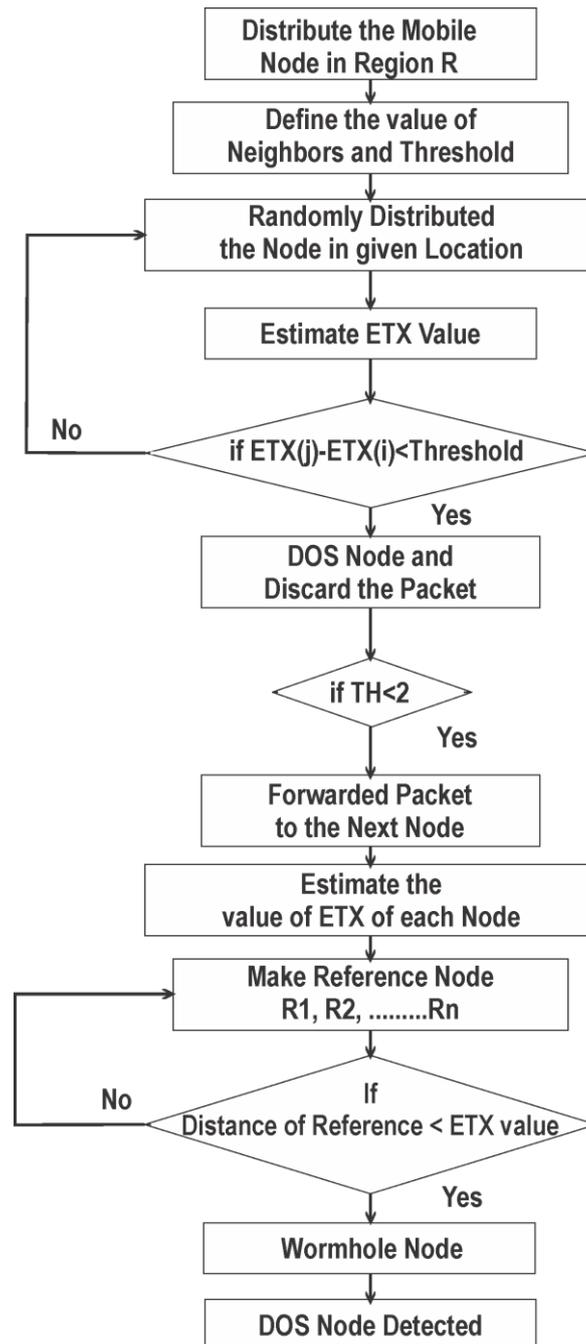 Distribute the Mobile
Node in Region R
Define the value of
Neighbors and Threshold
Randomly Distributed
the Node in given Location
Estimate ETX Value
No
if ETX(j)-ETX(i)<Threshold
Yes
DOS Node and
Discard the Packet
if TH<2
Yes
Forwarded Packet
to the Next Node
Estimate the
value of ETX of each Node
Make Reference Node
R1, R2, .........Rn
If
No
Distance of Reference < ETX value
Yes
Wormhole Node
DOS Node Detected